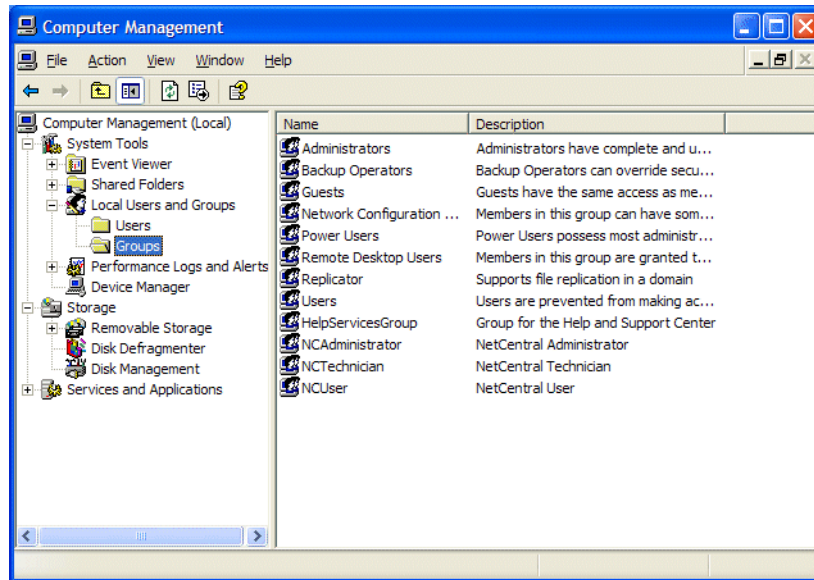 Computer Management
File Action View Window Help
Computer Management (Local)
System Tools
Event Viewer
Shared Folders
Local Users and Groups
Users
Groups
Performance Logs and Alerts
Device Manager
Storage
Removable Storage
Disk Defragmenter
Disk Management
Services and Applications
Name Description
Administrators Administrators have complete and u...
Backup Operators Backup Operators can override secu...
Guests Guests have the same access as me...
Network Configuration ... Members in this group can have som...
Power Users Power Users possess most administr...
Remote Desktop Users Members in this group are granted t...
Replicator Supports file replication in a domain
Users Users are prevented from making ac...
HelpServicesGroup Group for the Help and Support Center
NCAdministrator NetCentral Administrator
NCTechnician NetCentral Technician
NCUser NetCentral User